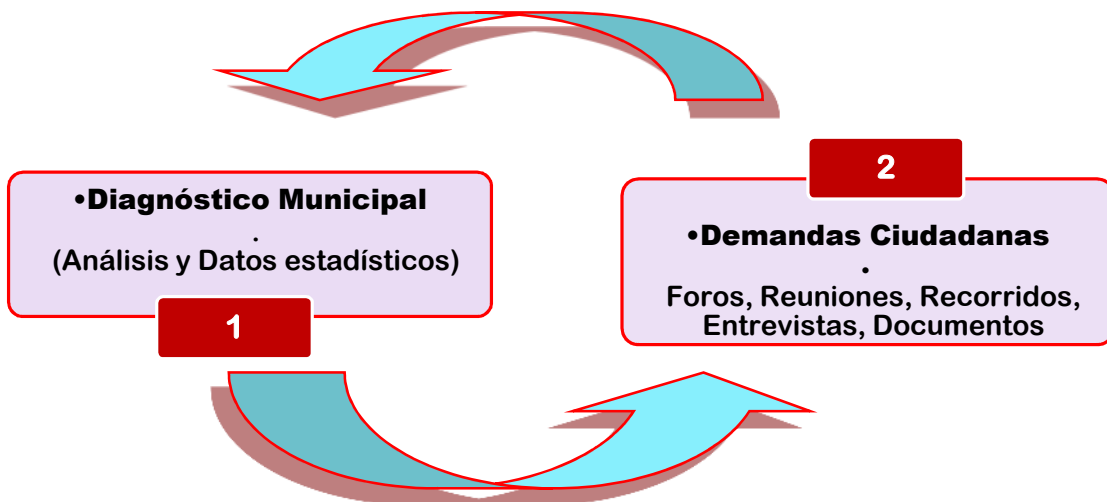 •Diagnóstico Municipal
.
(Análisis y Datos estadísticos)
1
2
•Demandas Ciudadanas
.
Foros, Reuniones, Recorridos,
Entrevistas, Documentos